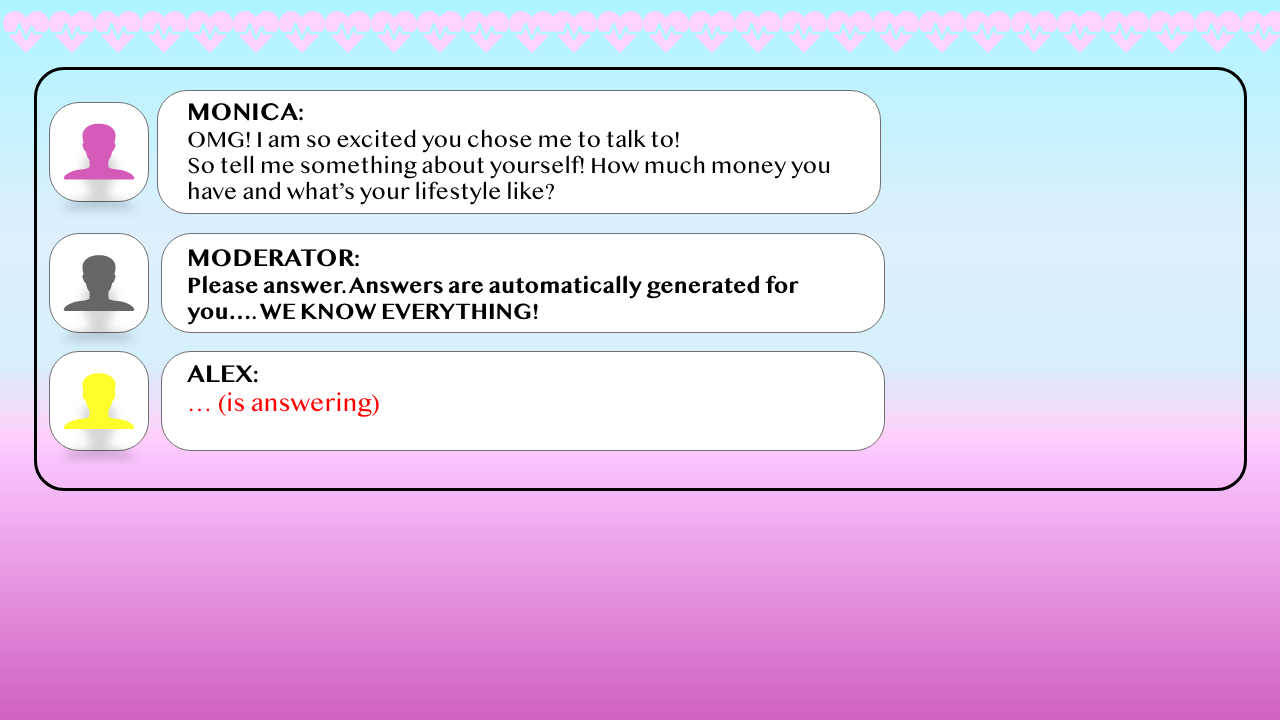 MONICA:
OMG! I am so excited you chose me to talk to!
So tell me something about yourself! How much money you
have and what’s your lifestyle like?
MODERATOR:
Please answer. Answers are automatically generated for
you…. WE KNOW EVERYTHING!
ALEX:
… (is answering)